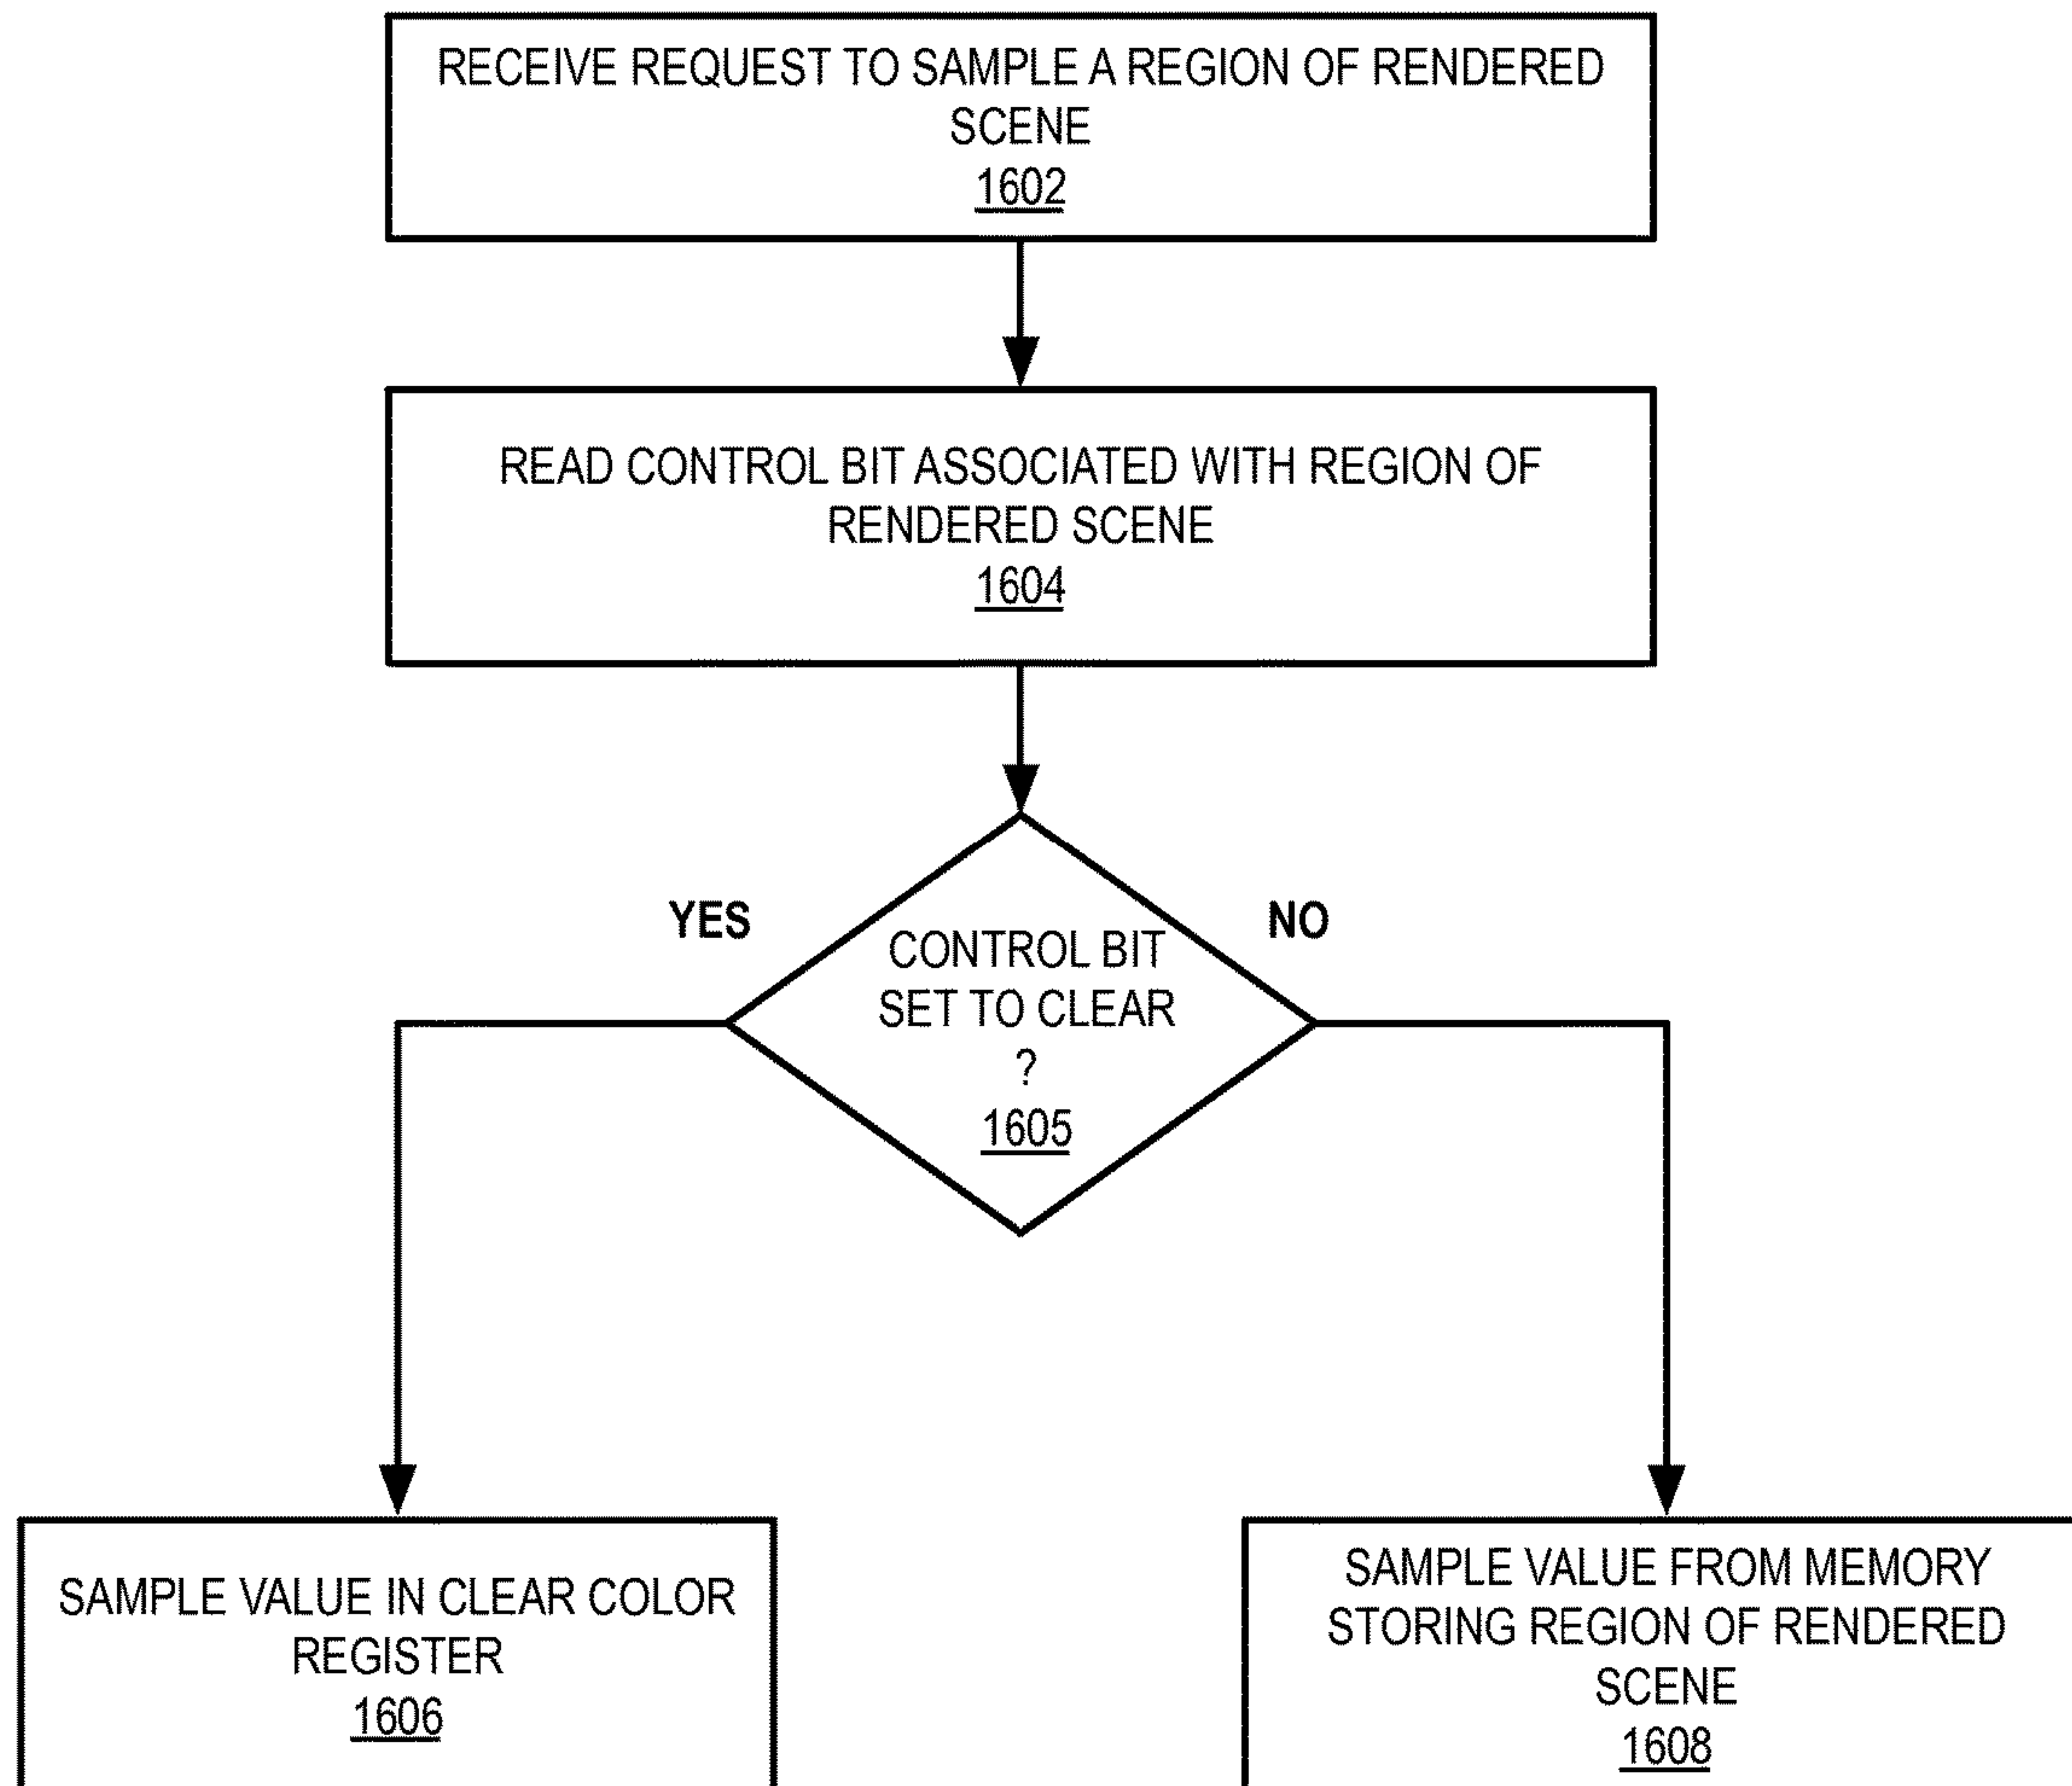 RECEIVE REQUEST TO SAMPLE A REGION OF RENDERED
SCENE
1602
READ CONTROL BIT ASSOCIATED WITH REGION OF
RENDERED SCENE
1604
YES
NO
CONTROL BIT
SET TO CLEAR
?
1605
SAMPLE VALUE IN CLEAR COLOR
REGISTER
1606
SAMPLE VALUE FROM MEMORY
STORING REGION OF RENDERED
SCENE
1608